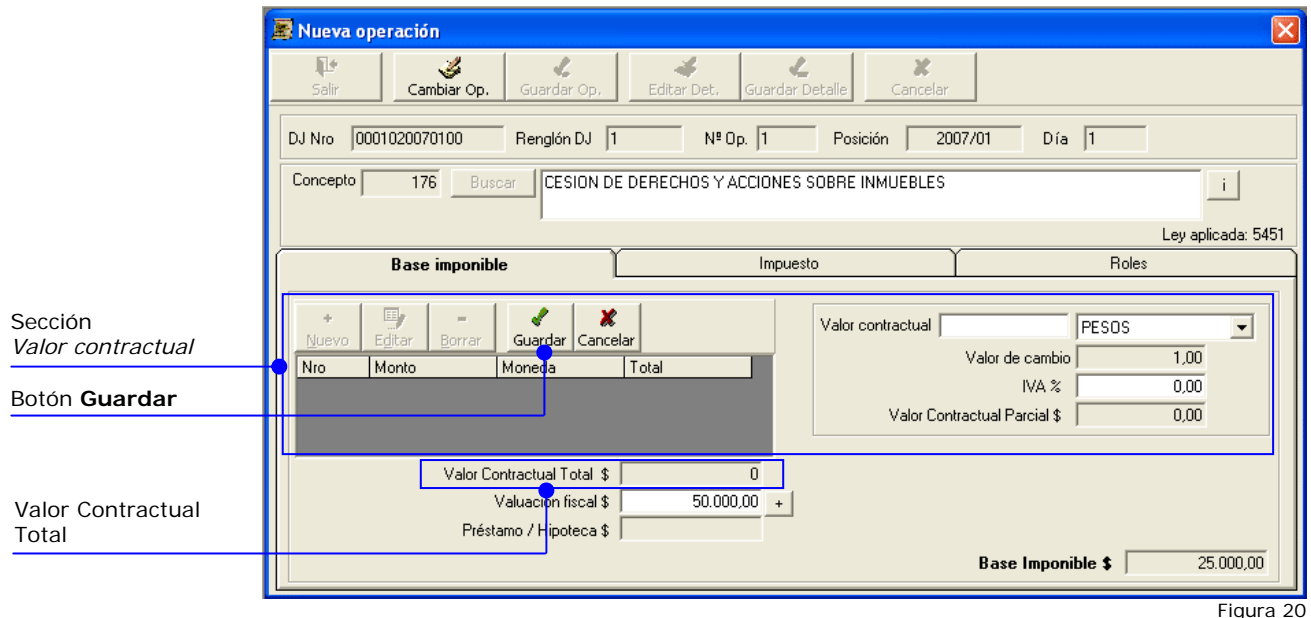 Nueva operación
Salir Cambiar Op. Guardar Op. Editar Det. Guardar Detalle Cancelar
DJ Nro 0001020070100 Renglón DJ 1 Nº Op. 1 Posición 2007/01 Día 1
Concepto 176 Buscar CESION DE DERECHOS Y ACCIONES SOBRE INMUEBLES i
Ley aplicada: 5451
Base imponible Impuesto Roles
Sección
Valor contractual
Botón Guardar
Valor Contractual
Total
+ Nuevo Editar - Borrar Guardar Cancelar
Nro Monto Moneda Total
Valor contractual PESOS
Valor de cambio 1,00
IVA % 0,00
Valor Contractual Parcial $ 0,00
Valor Contractual Total $ 0
Valuación fiscal $ 50.000,00 +
Préstamo / Hipoteca $
Base Imponible $ 25.000,00
Figura 20